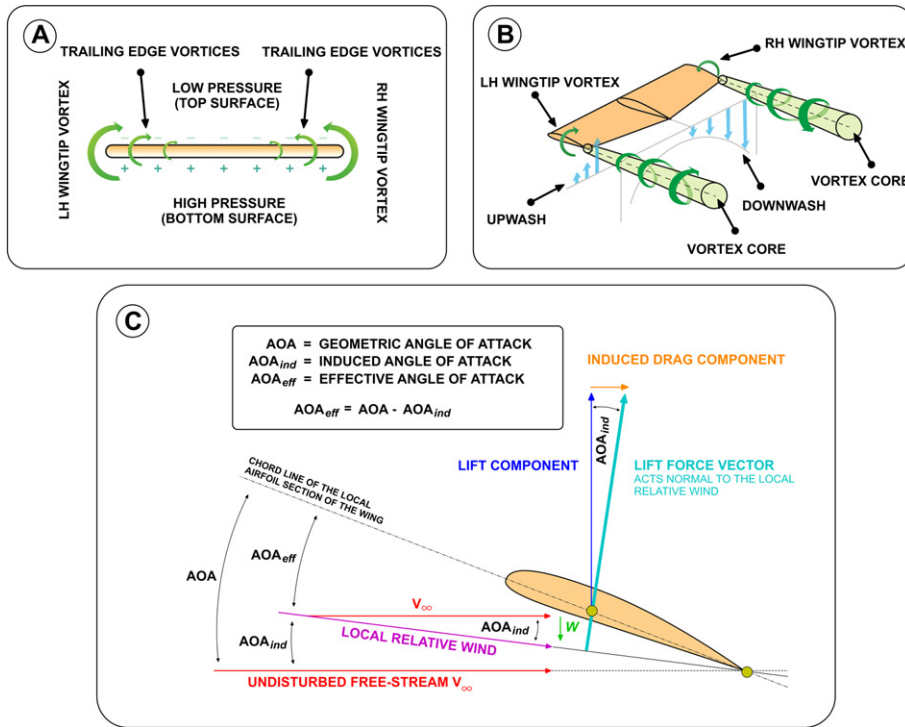 A
TRAILING EDGE VORTICES
TRAILING EDGE VORTICES
LOW PRESSURE
(TOP SURFACE)
LH WINGTIP VORTEX
RH WINGTIP VORTEX
− − − − − − −
+ + + + + + +
HIGH PRESSURE
(BOTTOM SURFACE)
B
RH WINGTIP VORTEX
LH WINGTIP VORTEX
UPWASH
DOWNWASH
VORTEX CORE
VORTEX CORE
C
AOA = GEOMETRIC ANGLE OF ATTACK
AOAind = INDUCED ANGLE OF ATTACK
AOAeff = EFFECTIVE ANGLE OF ATTACK
AOAeff = AOA - AOAind
INDUCED DRAG COMPONENT
AOAind
LIFT COMPONENT
LIFT FORCE VECTOR
ACTS NORMAL TO THE LOCAL
RELATIVE WIND
CHORD LINE OF THE LOCAL
AIRFOIL SECTION OF THE WING
AOA
AOAeff
V∞
AOAind
W
LOCAL RELATIVE WIND
AOAind
UNDISTURBED FREE-STREAM V∞